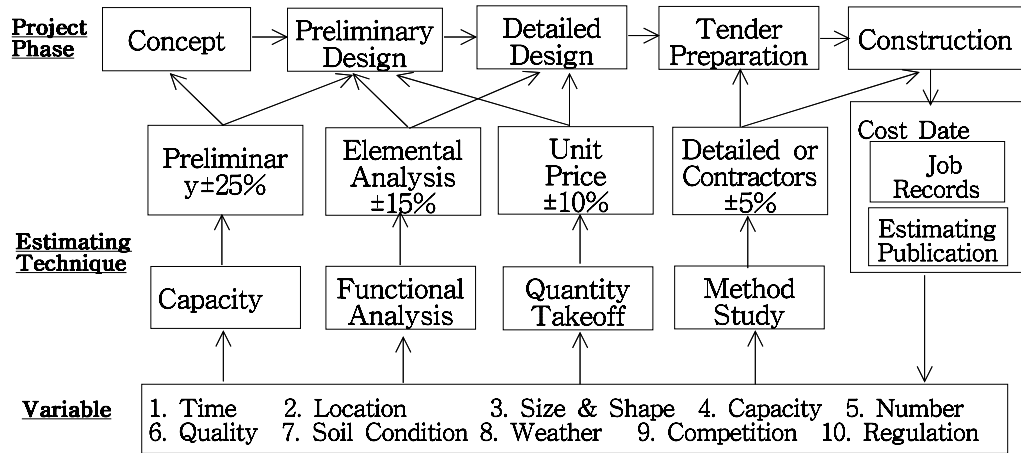 Project
Phase
Concept
Preliminary
Design
Detailed
Design
Tender
Preparation
Construction
Preliminar
y±25%
Elemental
Analysis
±15%
Unit
Price
±10%
Detailed or
Contractors
±5%
Cost Date
Job
Records
Estimating
Publication
Estimating
Technique
Capacity
Functional
Analysis
Quantity
Takeoff
Method
Study
Variable
1. Time 2. Location 3. Size & Shape 4. Capacity 5. Number
6. Quality 7. Soil Condition 8. Weather 9. Competition 10. Regulation